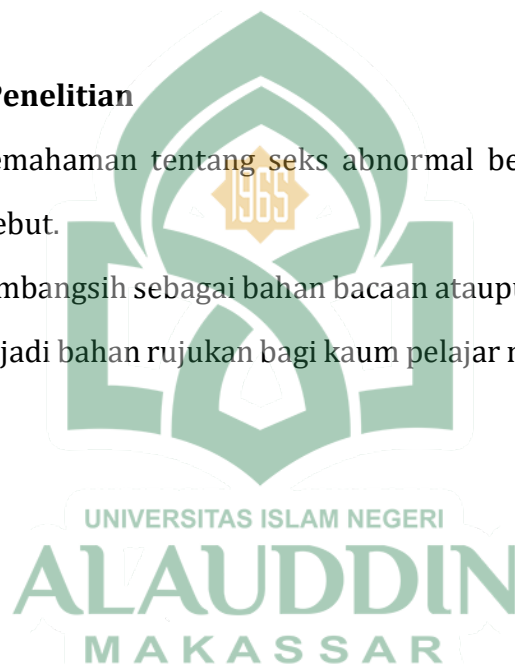 Penelitian
emahaman tentang seks abnormal be
ebut.
mbangsih sebagai bahan bacaan ataupu
jadi bahan rujukan bagi kaum pelajar
1965
UNIVERSITAS ISLAM NEGERI
ALAUDDIN
MAKASSAR